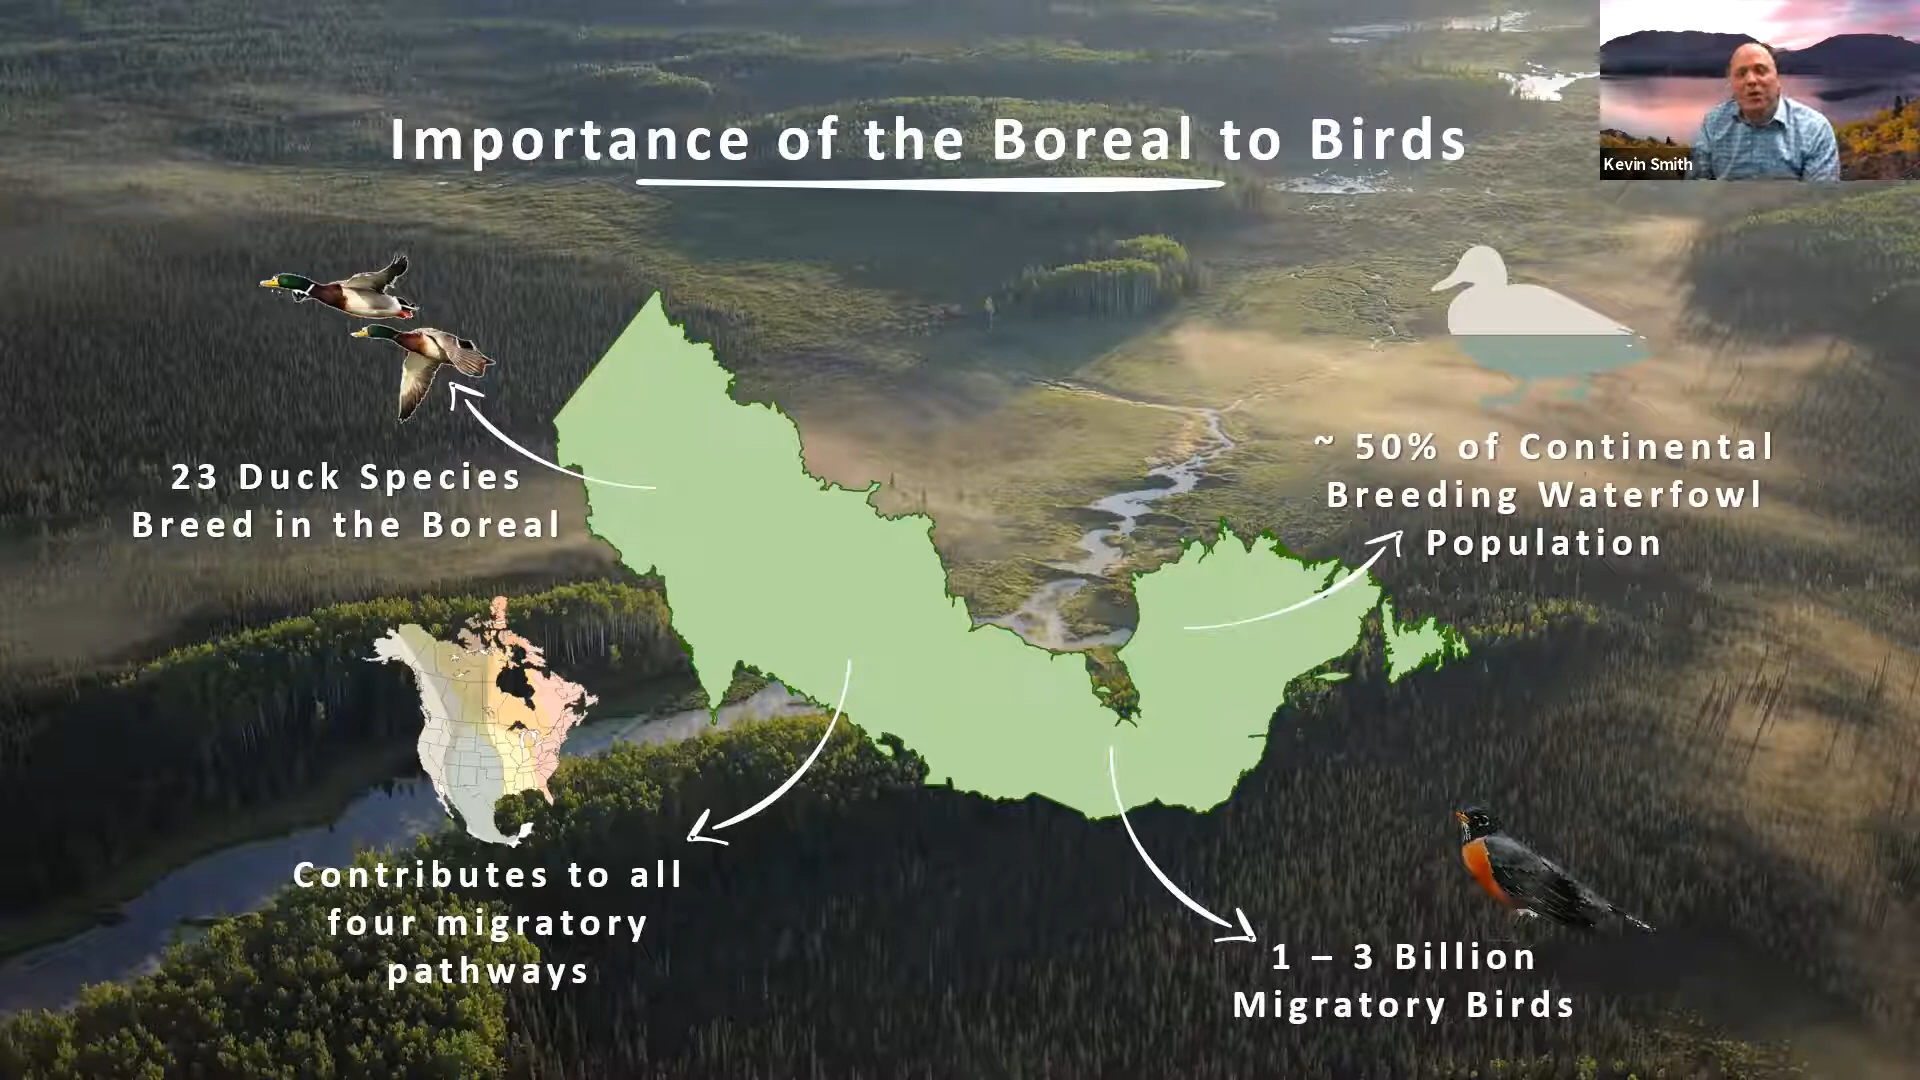 Importance of the Boreal to Birds
Kevin Smith
23 Duck Species
Breed in the Boreal
~ 50% of Continental
Breeding Waterfowl
Population
Contributes to all
four migratory
pathways
1 – 3 Billion
Migratory Birds